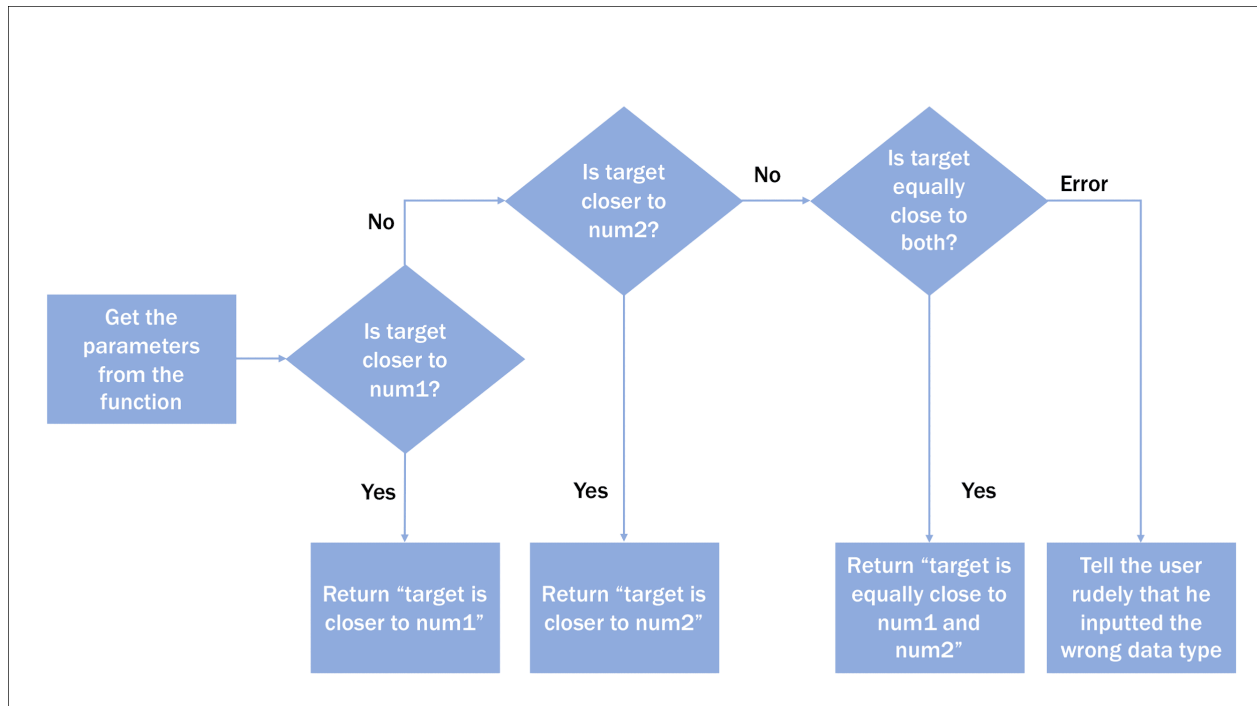 Get the
parameters
from the
function
Is target
closer to
num1?
No
Yes
Return “target is
closer to num1”
Is target
closer to
num2?
No
Yes
Return “target is
closer to num2”
Is target
equally
close to
both?
Error
Yes
Return “target is
equally close to
num1 and
num2”
Tell the user
rudely that he
inputted the
wrong data type